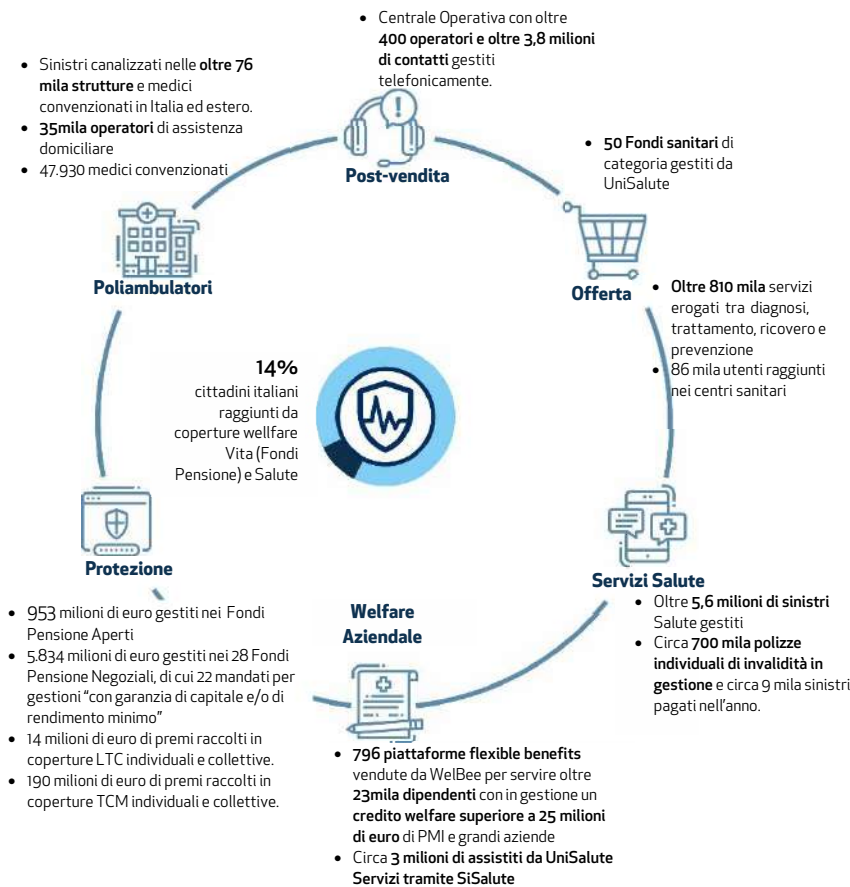 • Centrale Operativa con oltre
400 operatori e oltre 3,8 milioni
di contatti gestiti
telefonicamente.
Post-vendita
• Sinistri canalizzati nelle oltre 76
mila strutture e medici
convenzionati in Italia ed estero.
• 35mila operatori di assistenza
domiciliare
• 47.930 medici convenzionati
Poliambulatori
• 50 Fondi sanitari di
categoria gestiti da
UniSalute
Offerta
• Oltre 810 mila servizi
erogati tra diagnosi,
trattamento, ricovero e
prevenzione
• 86 mila utenti raggiunti
nei centri sanitari
14%
cittadini italiani
raggiunti da
coperture wellfare
Vita (Fondi
Pensione) e Salute
Protezione
• 953 milioni di euro gestiti nei Fondi
Pensione Aperti
• 5.834 milioni di euro gestiti nei 28 Fondi
Pensione Negoziali, di cui 22 mandati per
gestioni “con garanzia di capitale e/o di
rendimento minimo”
• 14 milioni di euro di premi raccolti in
coperture LTC individuali e collettive.
• 190 milioni di euro di premi raccolti in
coperture TCM individuali e collettive.
Servizi Salute
• Oltre 5,6 milioni di sinistri
Salute gestiti
• Circa 700 mila polizze
individuali di invalidità in
gestione e circa 9 mila sinistri
pagati nell’anno.
Welfare
Aziendale
• 796 piattaforme flexible benefits
vendute da WelBee per servire oltre
23mila dipendenti con in gestione un
credito welfare superiore a 25 milioni
di euro di PMI e grandi aziende
• Circa 3 milioni di assistiti da UniSalute
Servizi tramite SiSalute